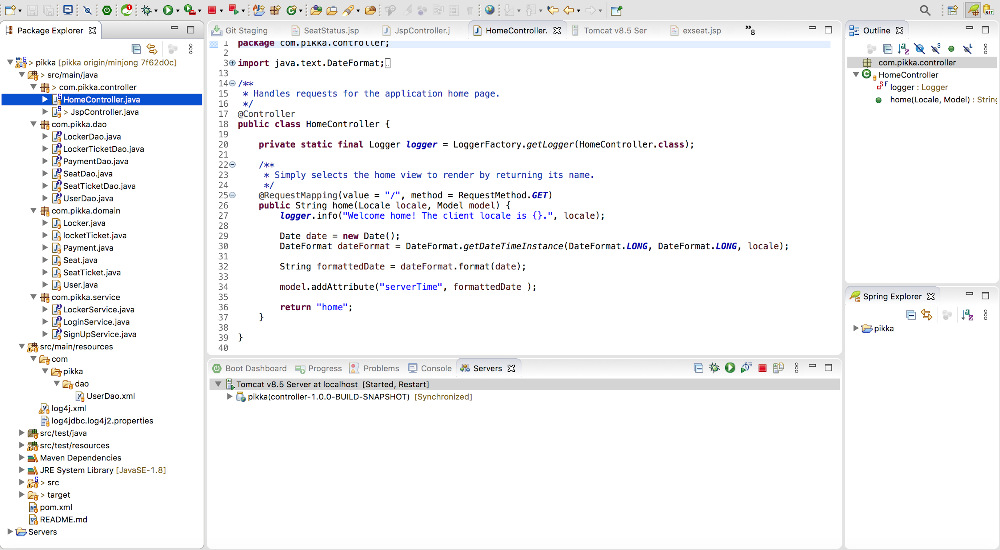 Package Explorer
> pikka [pikka origin/minjong 7f62d0c]
> src/main/java
> com.pikka.controller
HomeController.java
> JspController.java
com.pikka.dao
LockerDao.java
LockerTicketDao.java
PaymentDao.java
SeatDao.java
SeatTicketDao.java
UserDao.java
com.pikka.domain
Locker.java
locketTicket.java
Payment.java
Seat.java
SeatTicket.java
User.java
com.pikka.service
LockerService.java
LoginService.java
SignUpService.java
src/main/resources
com
pikka
dao
UserDao.xml
log4j.xml
log4jdbc.log4j2.properties
src/test/java
src/test/resources
Maven Dependencies
JRE System Library [JavaSE-1.8]
> src
> target
pom.xml
README.md
Servers
Git Staging SeatStatus.jsp JspController.j HomeController. Tomcat v8.5 Ser exseat.jsp »8
1 package com.pikka.controller;
2
3 import java.text.DateFormat;
13
14 /**
15 * Handles requests for the application home page.
16 */
17 @Controller
18 public class HomeController {
19
20 private static final Logger logger = LoggerFactory.getLogger(HomeController.class);
21
22 /**
23 * Simply selects the home view to render by returning its name.
24 */
25 @RequestMapping(value = "/", method = RequestMethod.GET)
26 public String home(Locale locale, Model model) {
27 logger.info("Welcome home! The client locale is {}.", locale);
28
29 Date date = new Date();
30 DateFormat dateFormat = DateFormat.getDateTimeInstance(DateFormat.LONG, DateFormat.LONG, locale);
31
32 String formattedDate = dateFormat.format(date);
33
34 model.addAttribute("serverTime", formattedDate );
35
36 return "home";
37 }
38
39 }
40
Boot Dashboard Progress Problems Console Servers
Tomcat v8.5 Server at localhost [Started, Restart]
pikka(controller-1.0.0-BUILD-SNAPSHOT) [Synchronized]
Outline
com.pikka.controller
HomeController
logger : Logger
home(Locale, Model) : String
Spring Explorer
pikka